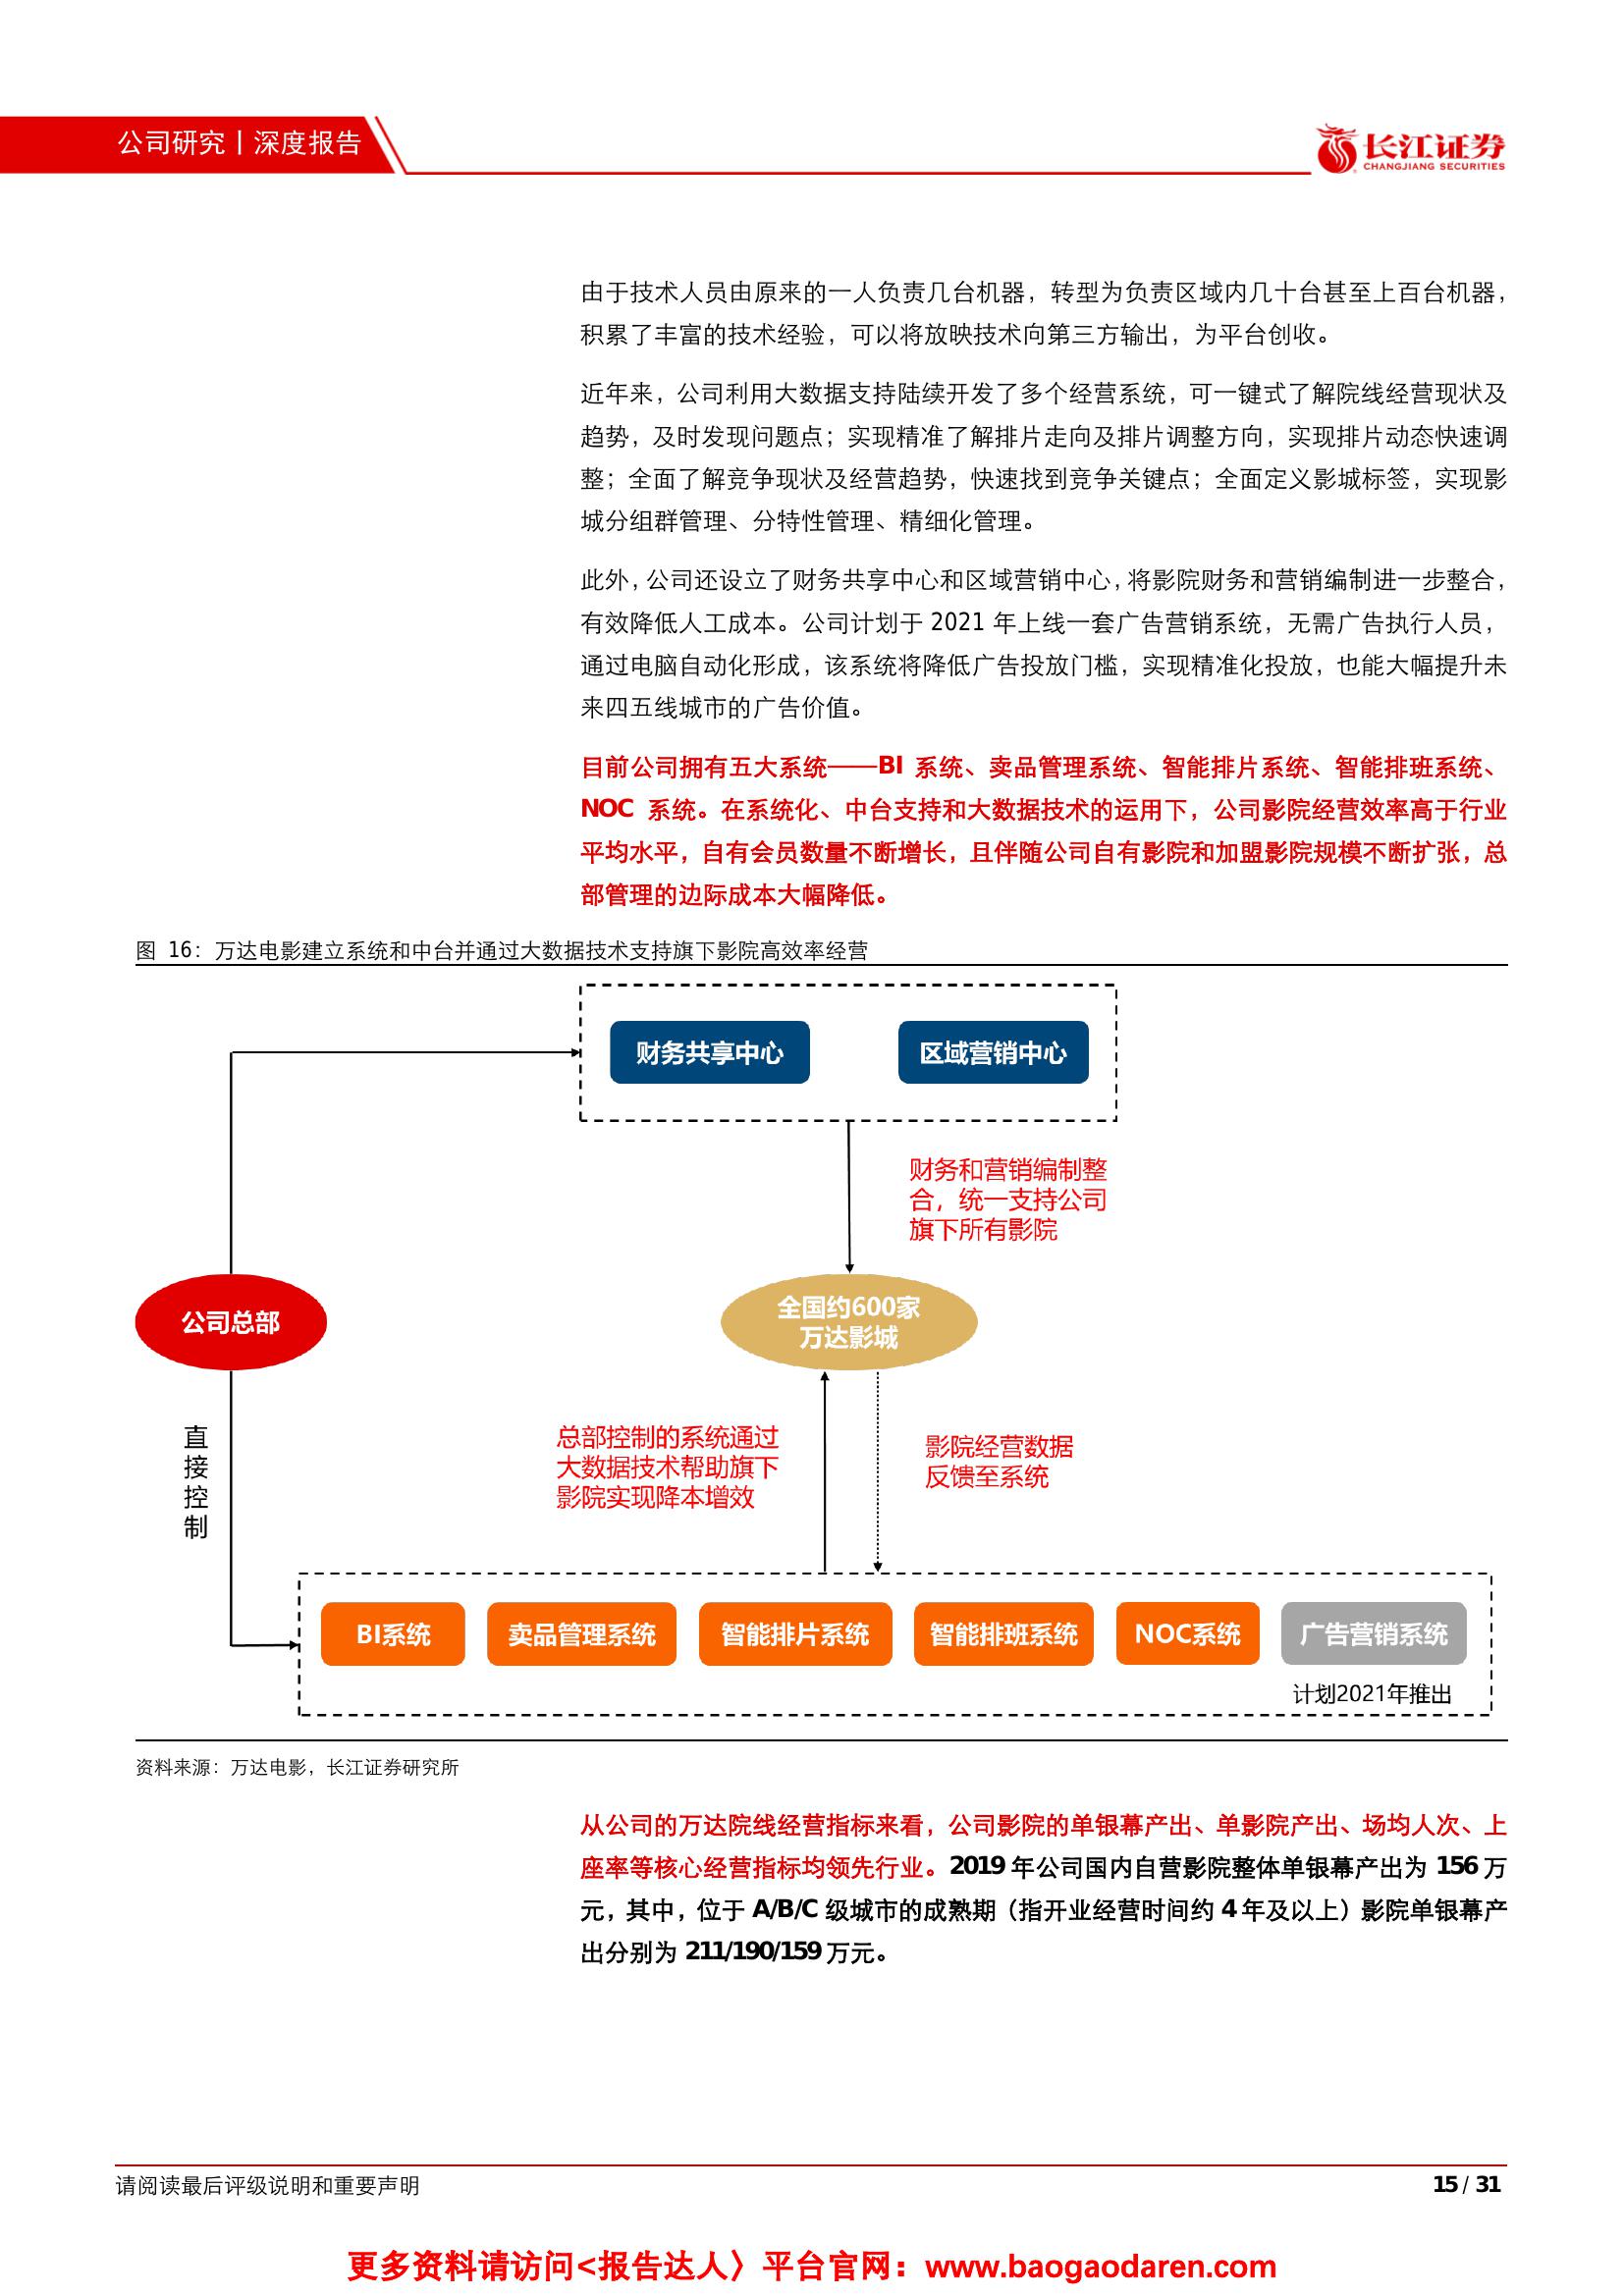 公司研究丨深度报告
长江证券
CHANGJIANG SECURITIES
由于技术人员由原来的一人负责几台机器，转型为负责区域内几十台甚至上百台机器，
积累了丰富的技术经验，可以将放映技术向第三方输出，为平台创收。
近年来，公司利用大数据支持陆续开发了多个经营系统，可一键式了解院线经营现状及
趋势，及时发现问题点；实现精准了解排片走向及排片调整方向，实现排片动态快速调
整；全面了解竞争现状及经营趋势，快速找到竞争关键点；全面定义影城标签，实现影
城分组群管理、分特性管理、精细化管理。
此外，公司还设立了财务共享中心和区域营销中心，将影院财务和营销编制进一步整合，
有效降低人工成本。公司计划于 2021 年上线一套广告营销系统，无需广告执行人员，
通过电脑自动化形成，该系统将降低广告投放门槛，实现精准化投放，也能大幅提升未
来四五线城市的广告价值。
目前公司拥有五大系统——BI 系统、卖品管理系统、智能排片系统、智能排班系统、
NOC 系统。在系统化、中台支持和大数据技术的运用下，公司影院经营效率高于行业
平均水平，自有会员数量不断增长，且伴随公司自有影院和加盟影院规模不断扩张，总
部管理的边际成本大幅降低。
图 16：万达电影建立系统和中台并通过大数据技术支持旗下影院高效率经营
财务共享中心
区域营销中心
财务和营销编制整
合，统一支持公司
旗下所有影院
公司总部
全国约600家
万达影城
直
接
控
制
总部控制的系统通过
大数据技术帮助旗下
影院实现降本增效
影院经营数据
反馈至系统
BI系统
卖品管理系统
智能排片系统
智能排班系统
NOC系统
广告营销系统
计划2021年推出
资料来源：万达电影，长江证券研究所
从公司的万达院线经营指标来看，公司影院的单银幕产出、单影院产出、场均人次、上
座率等核心经营指标均领先行业。2019 年公司国内自营影院整体单银幕产出为 156 万
元，其中，位于 A/B/C 级城市的成熟期（指开业经营时间约 4 年及以上）影院单银幕产
出分别为 211/190/159 万元。
请阅读最后评级说明和重要声明
15 / 31
更多资料请访问<报告达人〉平台官网：www.baogaodaren.com